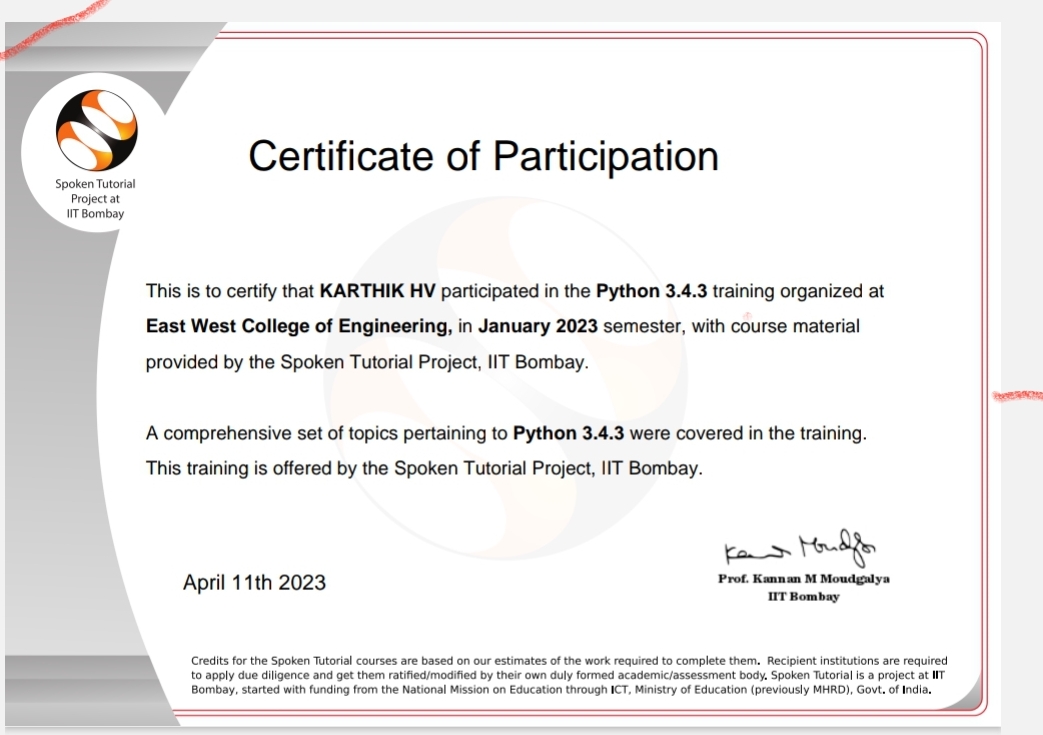 Spoken Tutorial
Project at
IIT Bombay
Certificate of Participation
This is to certify that KARTHIK HV participated in the Python 3.4.3 training organized at
East West College of Engineering, in January 2023 semester, with course material
provided by the Spoken Tutorial Project, IIT Bombay.
A comprehensive set of topics pertaining to Python 3.4.3 were covered in the training.
This training is offered by the Spoken Tutorial Project, IIT Bombay.
April 11th 2023
Prof. Kannan M Moudgalya
IIT Bombay
Credits for the Spoken Tutorial courses are based on our estimates of the work required to complete them. Recipient institutions are required
to apply due diligence and get them ratified/modified by their own duly formed academic/assessment body. Spoken Tutorial is a project at IIT
Bombay, started with funding from the National Mission on Education through ICT, Ministry of Education (previously MHRD), Govt. of India.